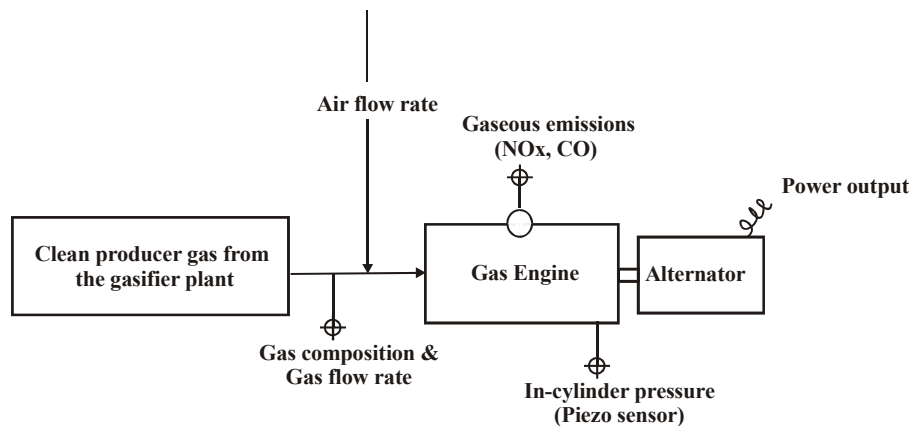 Air flow rate
Gaseous emissions
(NOx, CO)
Power output
Clean producer gas from
the gasifier plant
Gas Engine
Alternator
Gas composition &
Gas flow rate
In-cylinder pressure
(Piezo sensor)